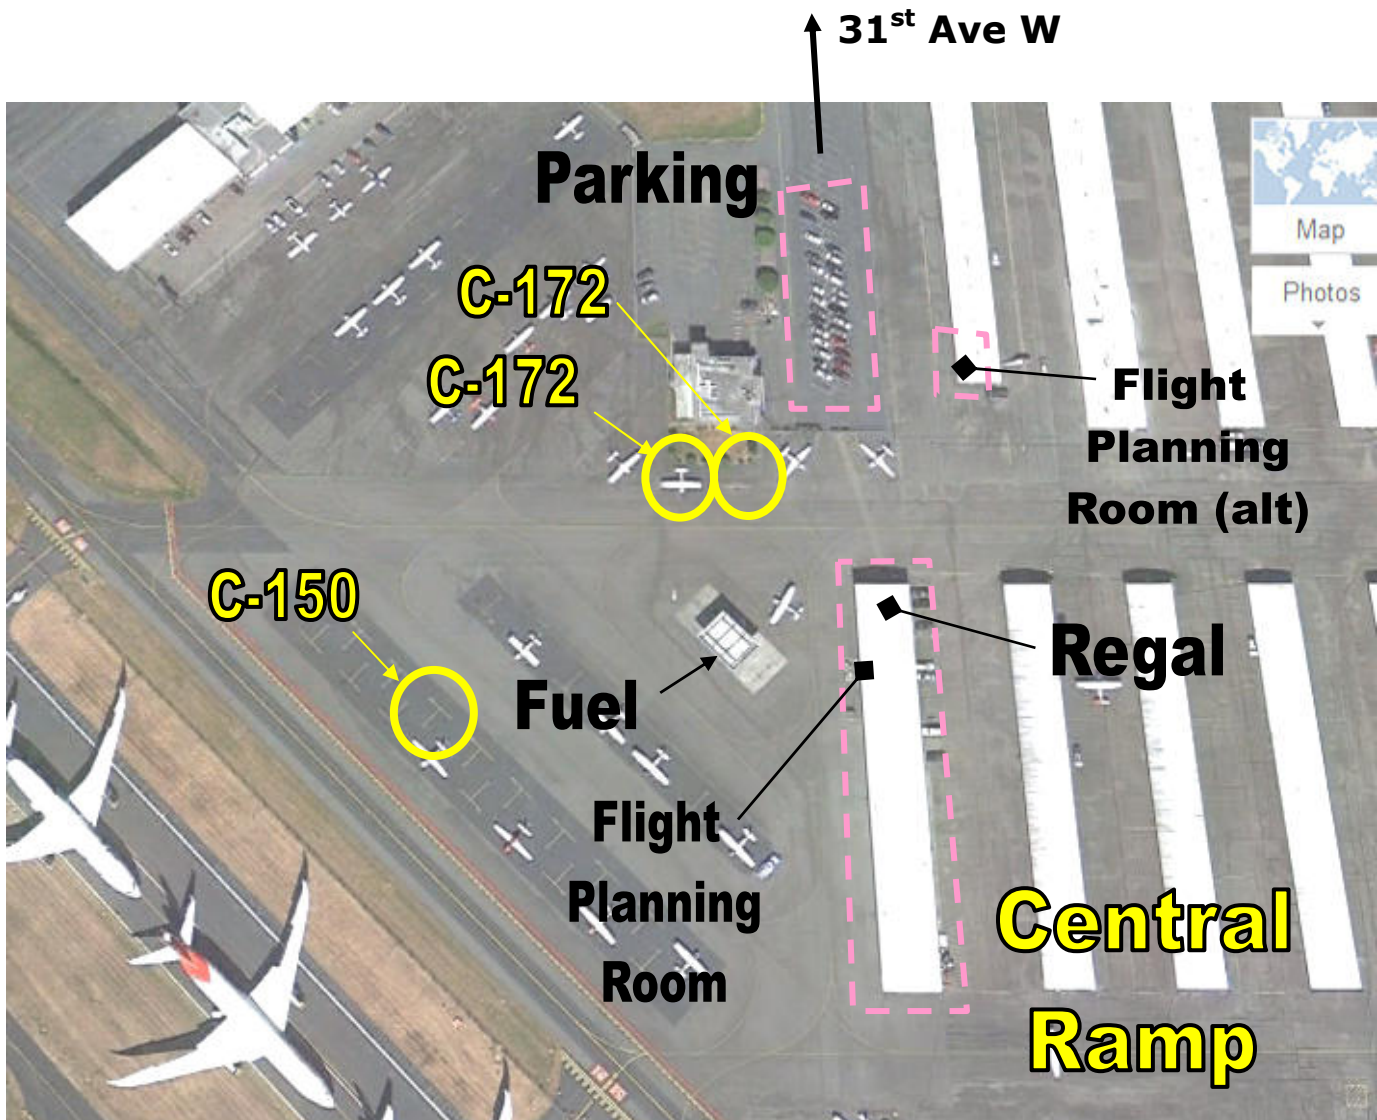 31st Ave W
Parking
Map
Photos
C-172
C-172
Flight
Planning
Room (alt)
C-150
Regal
Fuel
Flight
Planning
Room
Central
Ramp